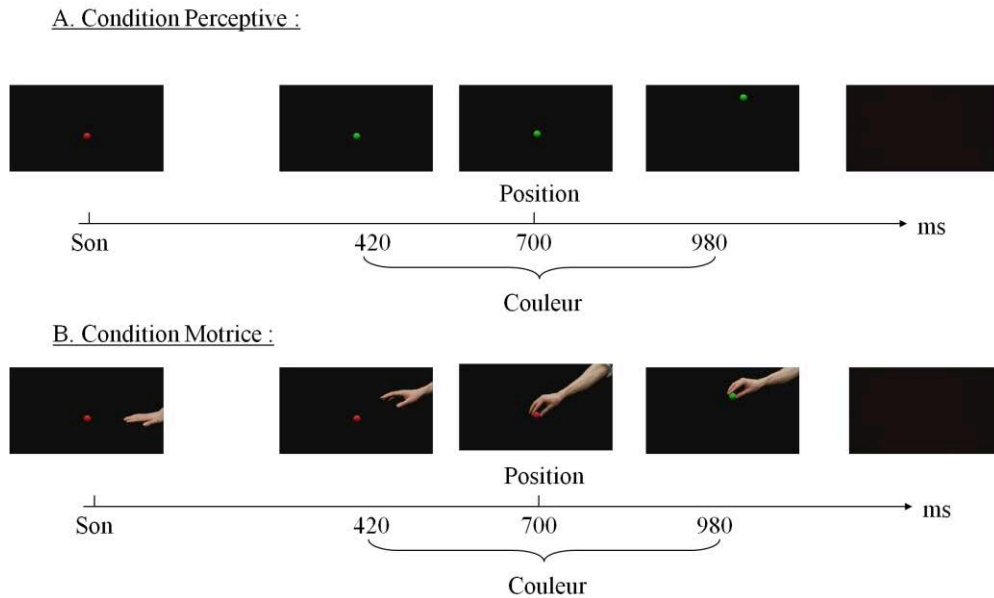 A. Condition Perceptive :
Position
ms
Son
420
700
980
Couleur
B. Condition Motrice :
Position
ms
Son
420
700
980
Couleur